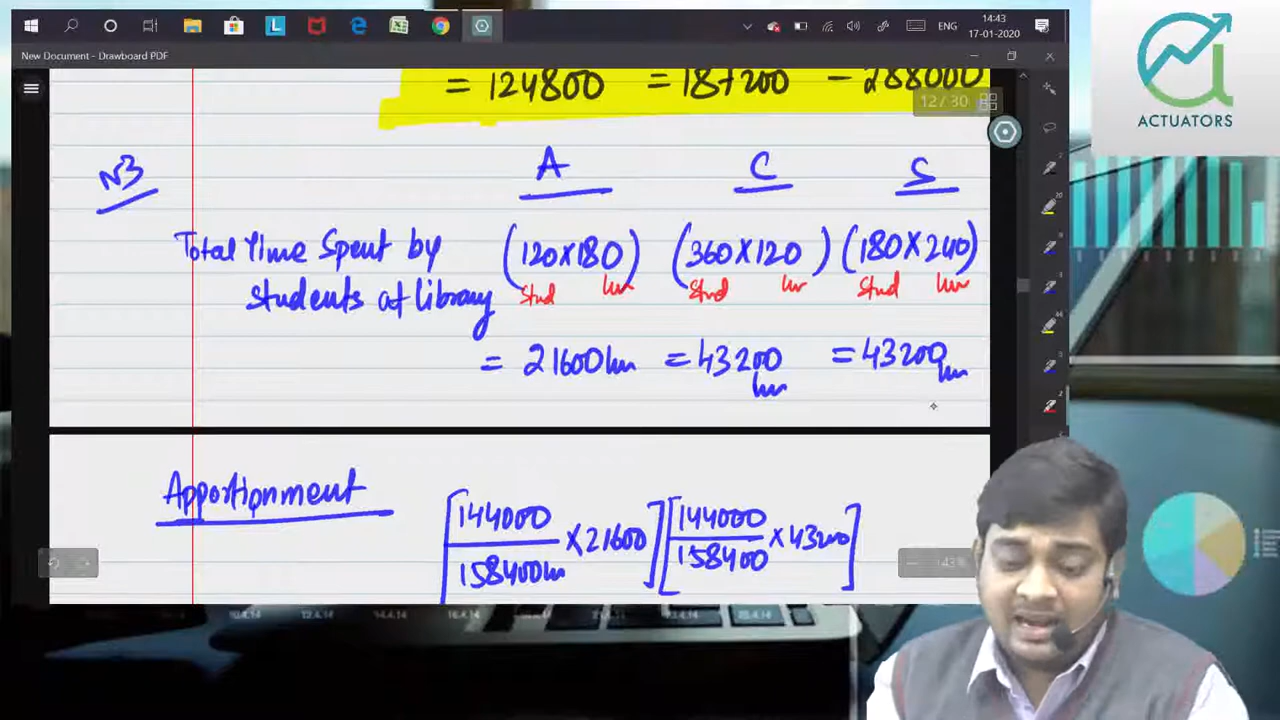 ENG
14:43
17-01-2020
New Document - Drawboard PDF
= 124800 = 187200 - 288000
12 / 30
ACTUATORS
N3
A C S
Total Time Spent by (120×180) (360×120) (180×240)
Stud hr Stud hr Stud hr
students at library
= 21600hr = 43200 hr = 43200 hr
Apportionment
[144000 / 158400hr × 21600] [144000 / 158400 × 43200]